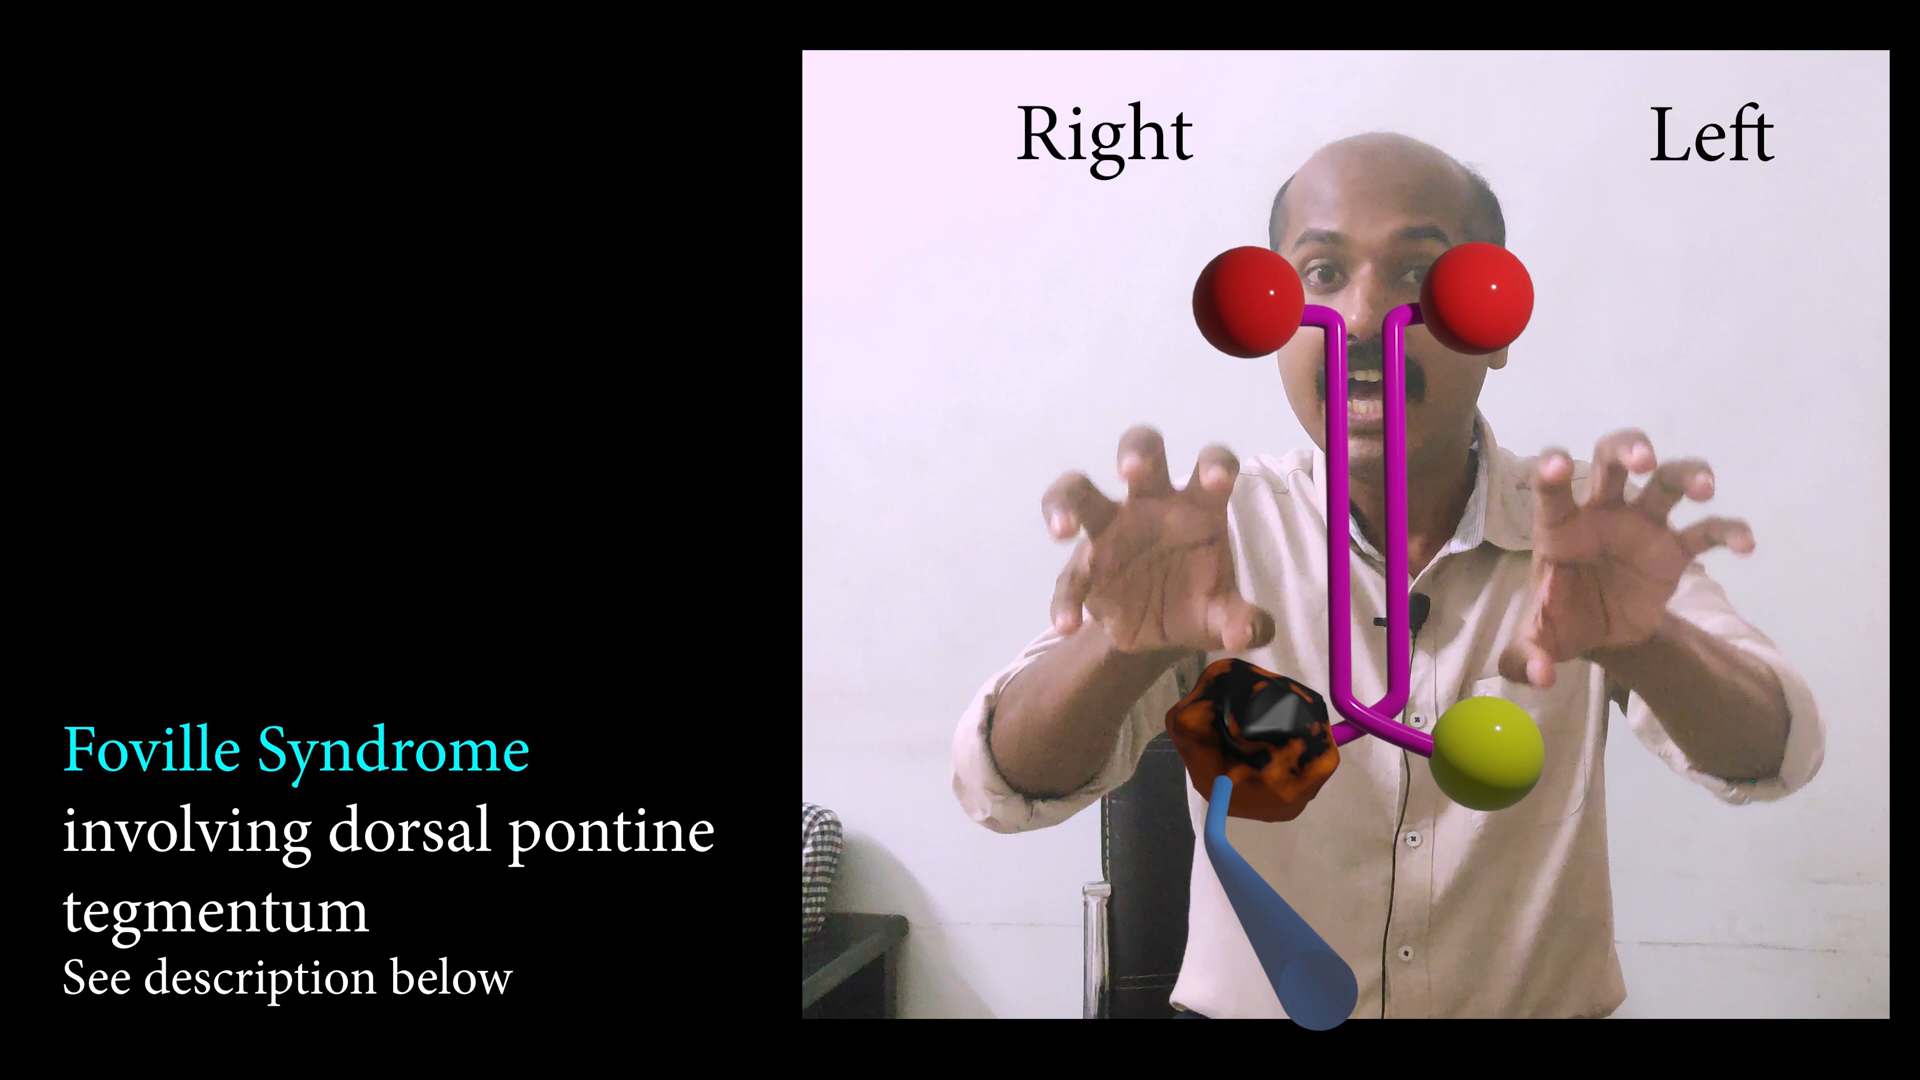 Right
Left
Foville Syndrome
involving dorsal pontine
tegmentum
See description below